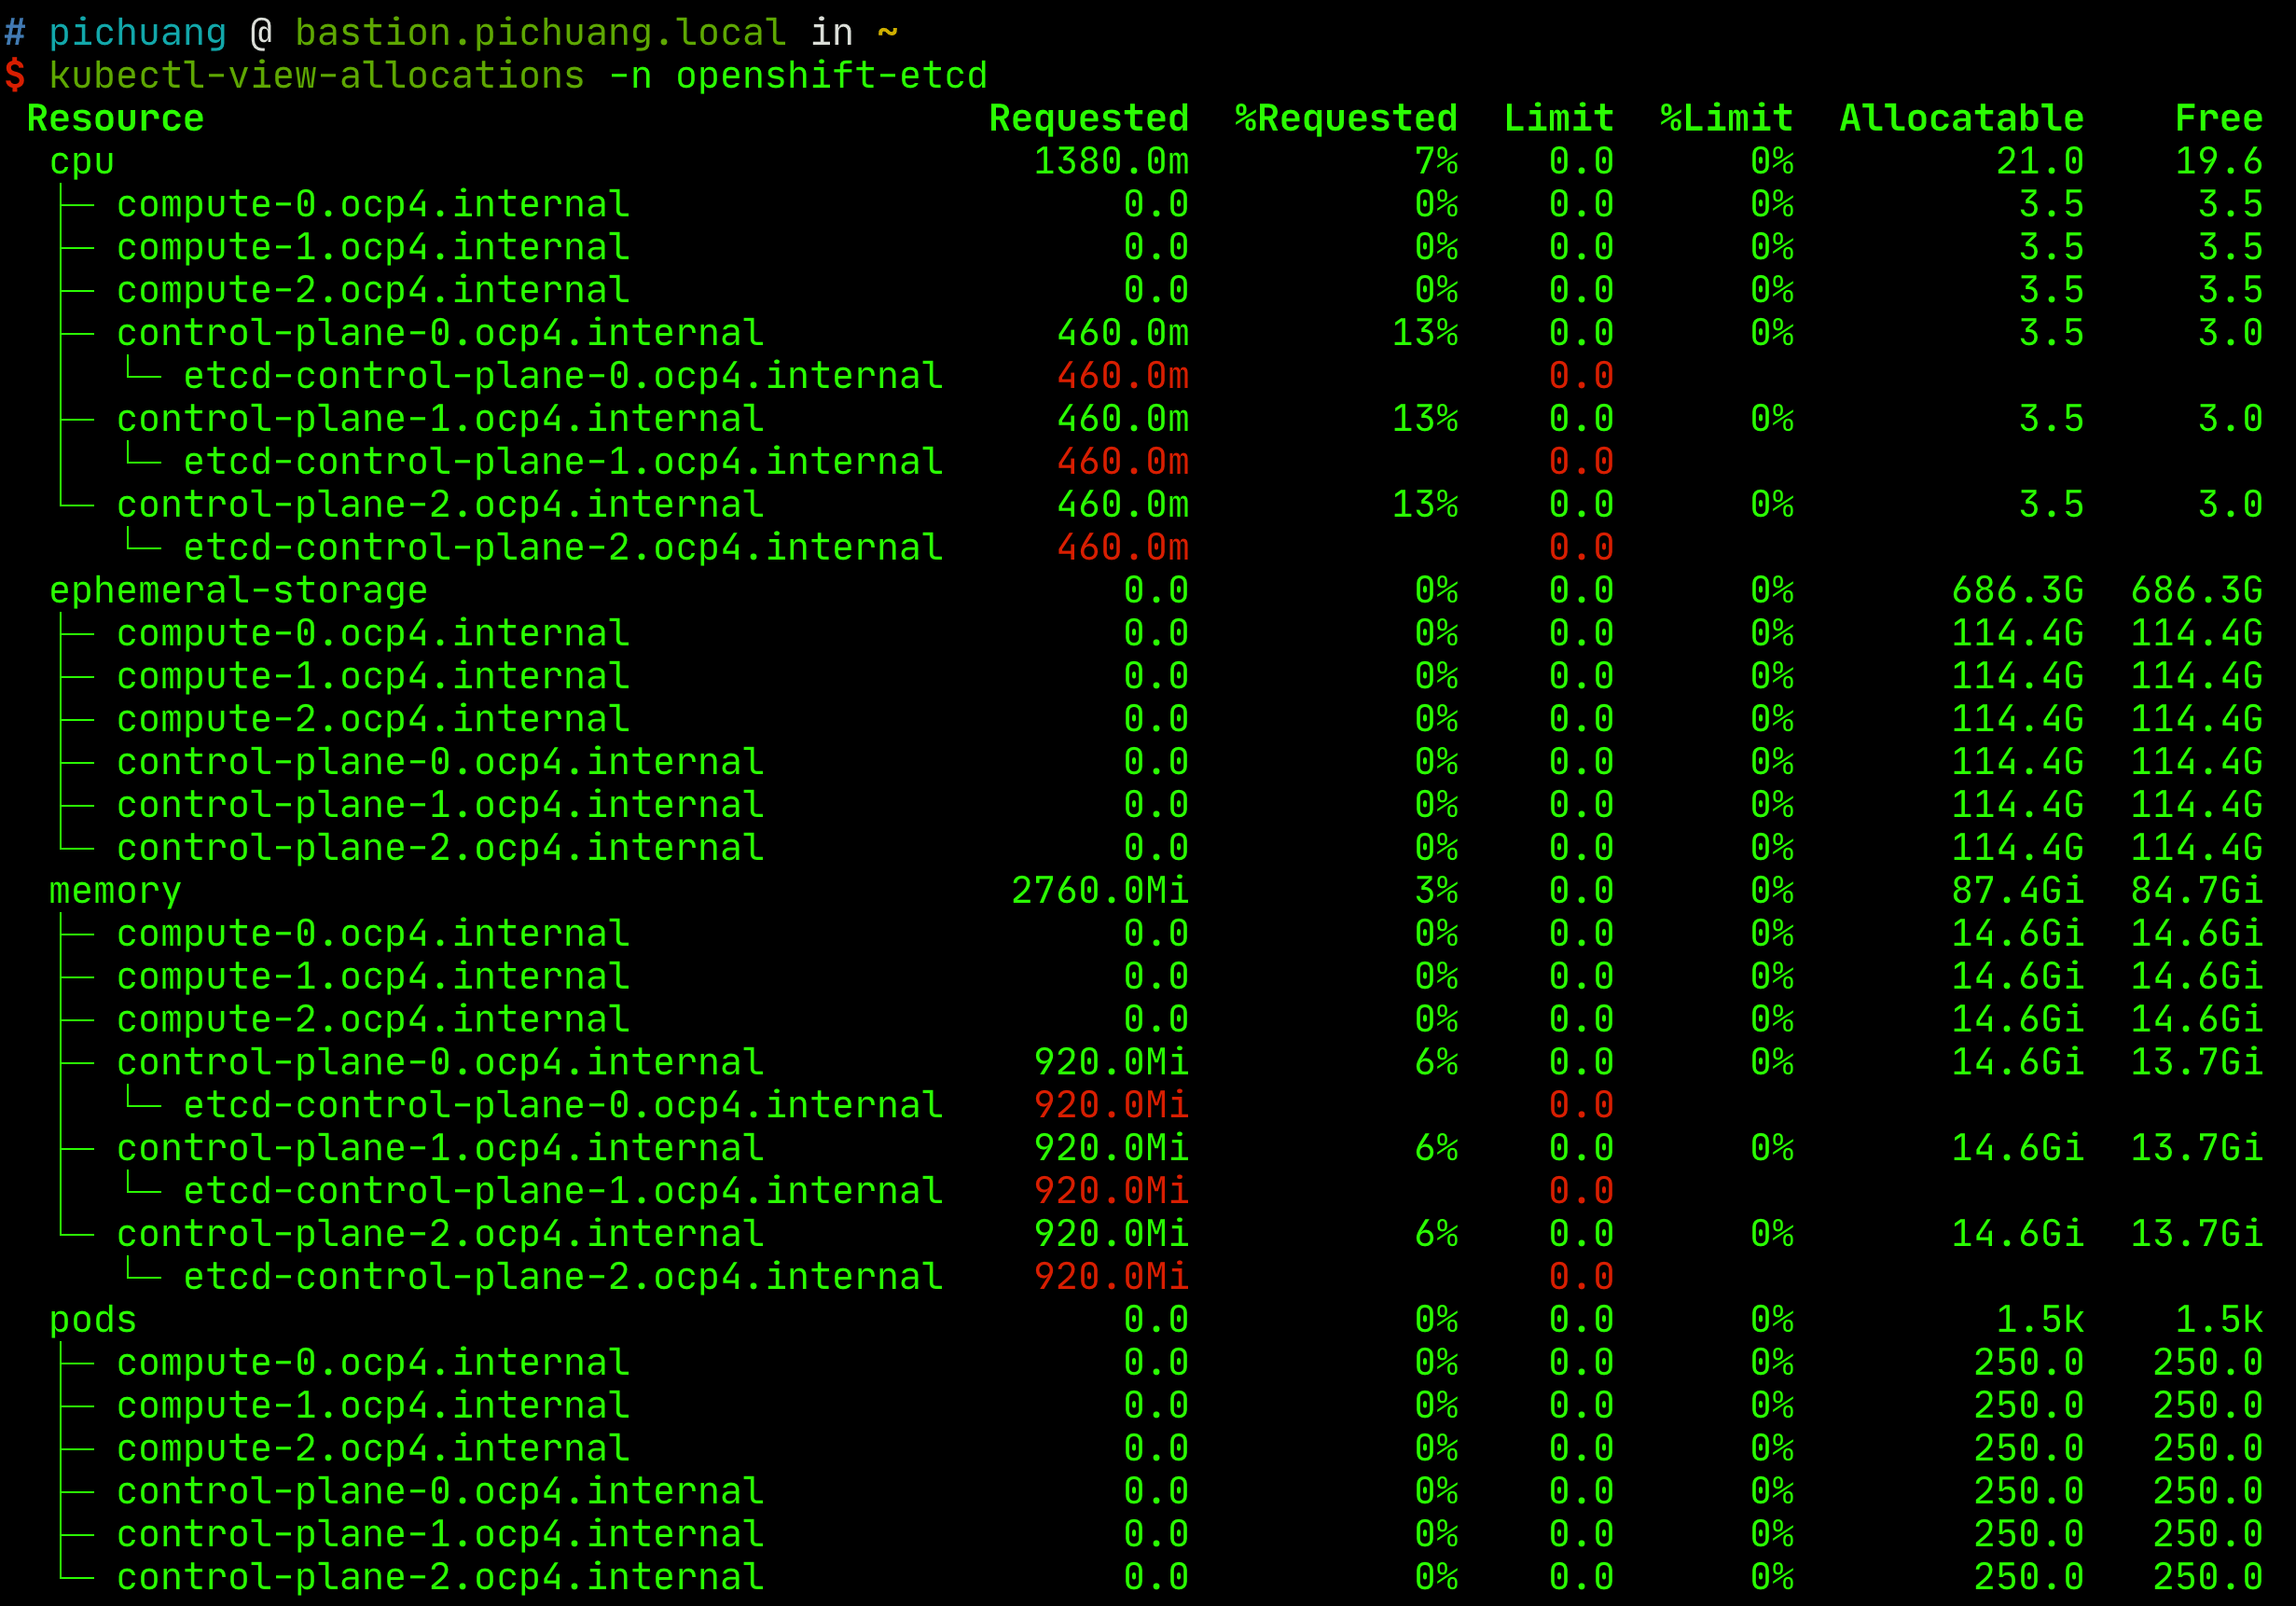 # pichuang @ bastion.pichuang.local in ~
$ kubectl-view-allocations -n openshift-etcd
 Resource                                   Requested  %Requested  Limit  %Limit  Allocatable    Free
  cpu                                         1380.0m          7%    0.0      0%         21.0    19.6
  ├─ compute-0.ocp4.internal                      0.0          0%    0.0      0%          3.5     3.5
  ├─ compute-1.ocp4.internal                      0.0          0%    0.0      0%          3.5     3.5
  ├─ compute-2.ocp4.internal                      0.0          0%    0.0      0%          3.5     3.5
  ├─ control-plane-0.ocp4.internal             460.0m         13%    0.0      0%          3.5     3.0
  │  └─ etcd-control-plane-0.ocp4.internal     460.0m                0.0
  ├─ control-plane-1.ocp4.internal             460.0m         13%    0.0      0%          3.5     3.0
  │  └─ etcd-control-plane-1.ocp4.internal     460.0m                0.0
  └─ control-plane-2.ocp4.internal             460.0m         13%    0.0      0%          3.5     3.0
     └─ etcd-control-plane-2.ocp4.internal     460.0m                0.0
  ephemeral-storage                               0.0          0%    0.0      0%       686.3G  686.3G
  ├─ compute-0.ocp4.internal                      0.0          0%    0.0      0%       114.4G  114.4G
  ├─ compute-1.ocp4.internal                      0.0          0%    0.0      0%       114.4G  114.4G
  ├─ compute-2.ocp4.internal                      0.0          0%    0.0      0%       114.4G  114.4G
  ├─ control-plane-0.ocp4.internal                0.0          0%    0.0      0%       114.4G  114.4G
  ├─ control-plane-1.ocp4.internal                0.0          0%    0.0      0%       114.4G  114.4G
  └─ control-plane-2.ocp4.internal                0.0          0%    0.0      0%       114.4G  114.4G
  memory                                     2760.0Mi          3%    0.0      0%       87.4Gi  84.7Gi
  ├─ compute-0.ocp4.internal                      0.0          0%    0.0      0%       14.6Gi  14.6Gi
  ├─ compute-1.ocp4.internal                      0.0          0%    0.0      0%       14.6Gi  14.6Gi
  ├─ compute-2.ocp4.internal                      0.0          0%    0.0      0%       14.6Gi  14.6Gi
  ├─ control-plane-0.ocp4.internal            920.0Mi          6%    0.0      0%       14.6Gi  13.7Gi
  │  └─ etcd-control-plane-0.ocp4.internal    920.0Mi                0.0
  ├─ control-plane-1.ocp4.internal            920.0Mi          6%    0.0      0%       14.6Gi  13.7Gi
  │  └─ etcd-control-plane-1.ocp4.internal    920.0Mi                0.0
  └─ control-plane-2.ocp4.internal            920.0Mi          6%    0.0      0%       14.6Gi  13.7Gi
     └─ etcd-control-plane-2.ocp4.internal    920.0Mi                0.0
  pods                                            0.0          0%    0.0      0%         1.5k    1.5k
  ├─ compute-0.ocp4.internal                      0.0          0%    0.0      0%        250.0   250.0
  ├─ compute-1.ocp4.internal                      0.0          0%    0.0      0%        250.0   250.0
  ├─ compute-2.ocp4.internal                      0.0          0%    0.0      0%        250.0   250.0
  ├─ control-plane-0.ocp4.internal                0.0          0%    0.0      0%        250.0   250.0
  ├─ control-plane-1.ocp4.internal                0.0          0%    0.0      0%        250.0   250.0
  └─ control-plane-2.ocp4.internal                0.0          0%    0.0      0%        250.0   250.0